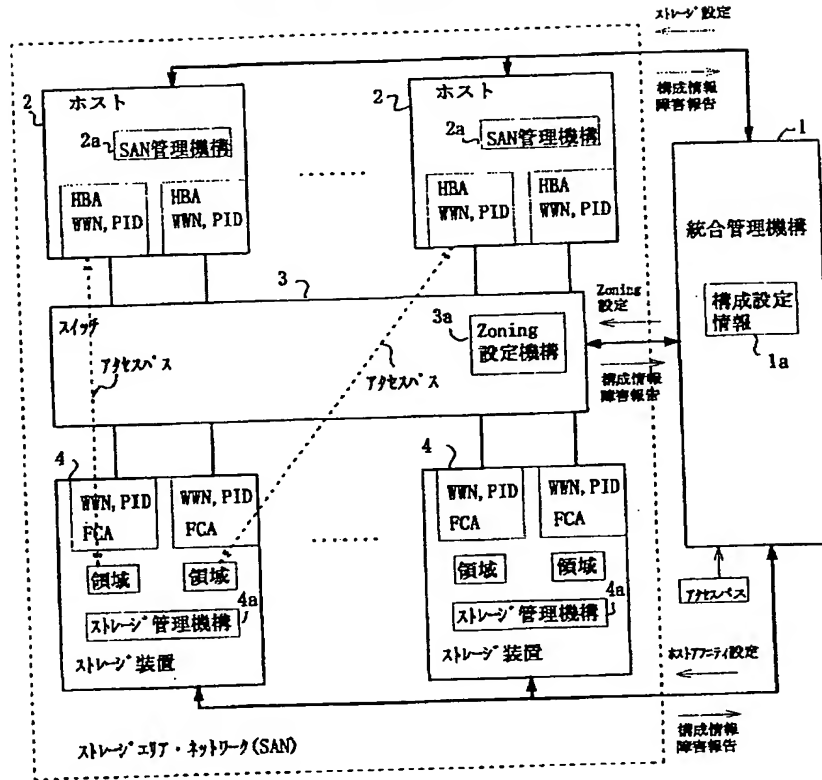 ストレージ設定
構成情報
障害報告
2
ホスト
2a
SAN管理機構
HBA
WWN, PID
HBA
WWN, PID
‥‥‥
2
ホスト
2a
SAN管理機構
HBA
WWN, PID
HBA
WWN, PID
1
統合管理機構
構成設定
情報
1a
3
スイッチ
アクセスパス
アクセスパス
3a
Zoning
設定機構
Zoning
設定
構成情報
障害報告
4
WWN, PID
FCA
WWN, PID
FCA
領域
領域
4a
ストレージ管理機構
ストレージ装置
‥‥‥
4
WWN, PID
FCA
WWN, PID
FCA
領域
領域
4a
ストレージ管理機構
ストレージ装置
アクセスパス
ホストアフニティ設定
構成情報
障害報告
ストレージエリア・ネットワーク(SAN)